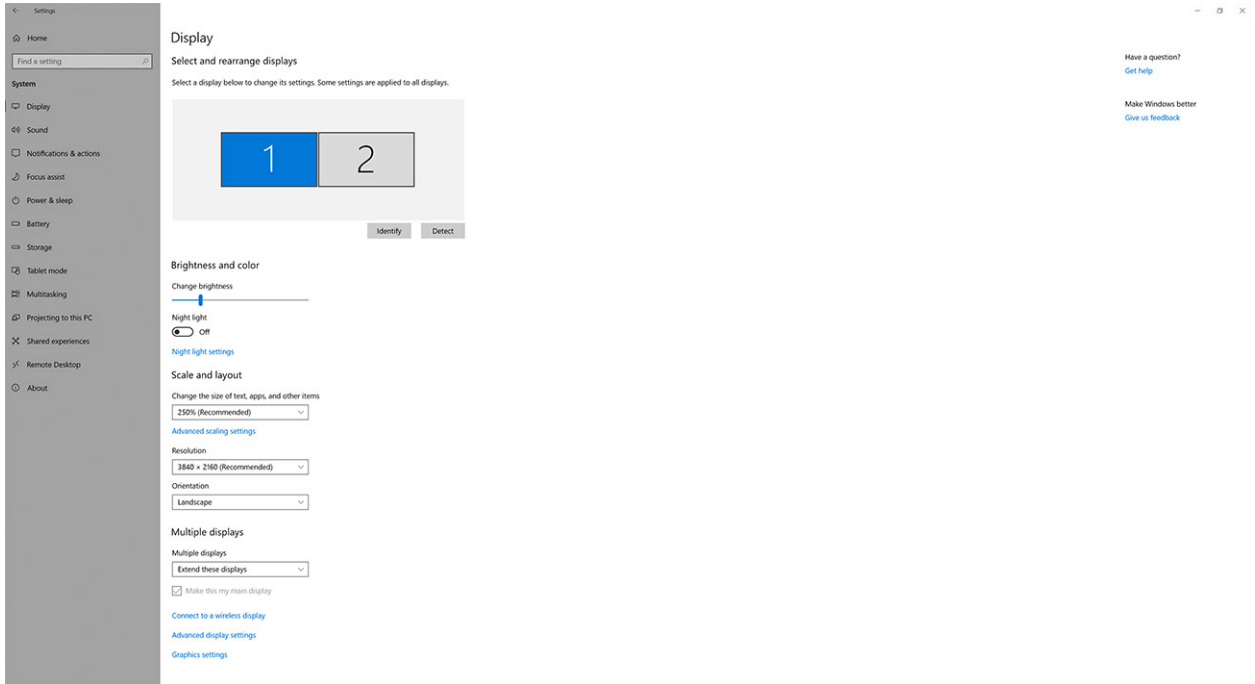 Settings
Home
Find a setting
System
Display
Sound
Notifications & actions
Focus assist
Power & sleep
Battery
Storage
Tablet mode
Multitasking
Projecting to this PC
Shared experiences
Remote Desktop
About
Display
Select and rearrange displays
Select a display below to change its settings. Some settings are applied to all displays.
1 2
Identify Detect
Brightness and color
Change brightness
Night light
Off
Night light settings
Scale and layout
Change the size of text, apps, and other items
250% (Recommended)
Advanced scaling settings
Resolution
3840 × 2160 (Recommended)
Orientation
Landscape
Multiple displays
Multiple displays
Extend these displays
Make this my main display
Connect to a wireless display
Advanced display settings
Graphics settings
Have a question?
Get help
Make Windows better
Give us feedback